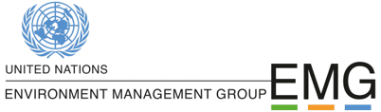 UNITED NATIONS
ENVIRONMENT MANAGEMENT GROUP
EMG